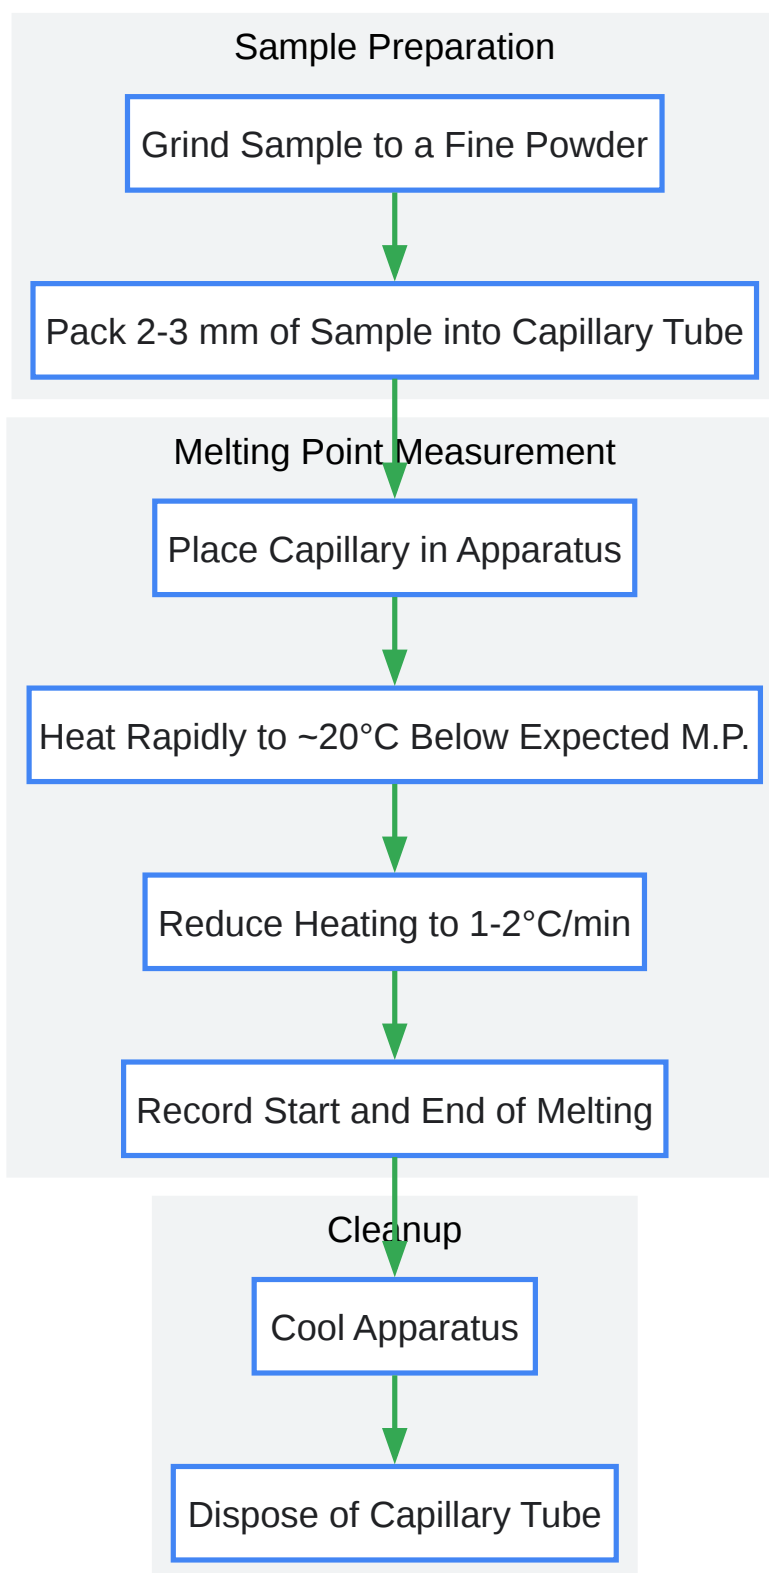 Sample Preparation
Grind Sample to a Fine Powder
Pack 2-3 mm of Sample into Capillary Tube
Melting Point Measurement
Place Capillary in Apparatus
Heat Rapidly to ~20°C Below Expected M.P.
Reduce Heating to 1-2°C/min
Record Start and End of Melting
Cleanup
Cool Apparatus
Dispose of Capillary Tube